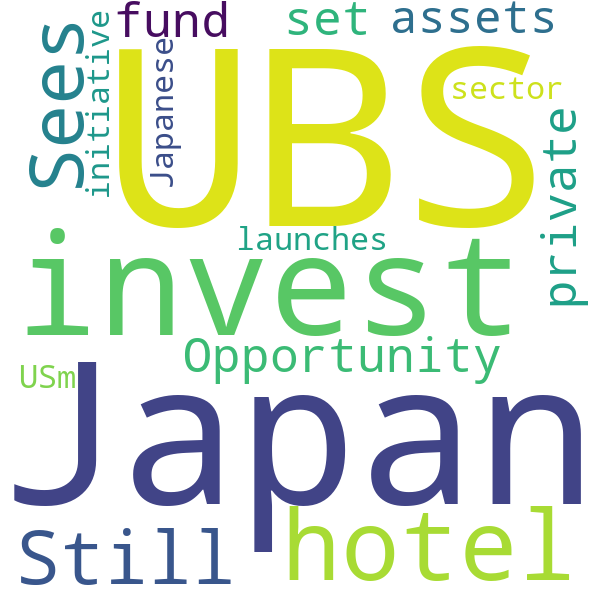 fund
set
assets
Sees
initiative
Japanese
UBS
sector
private
launches
invest
Opportunity
USm
Japan
Still
hotel